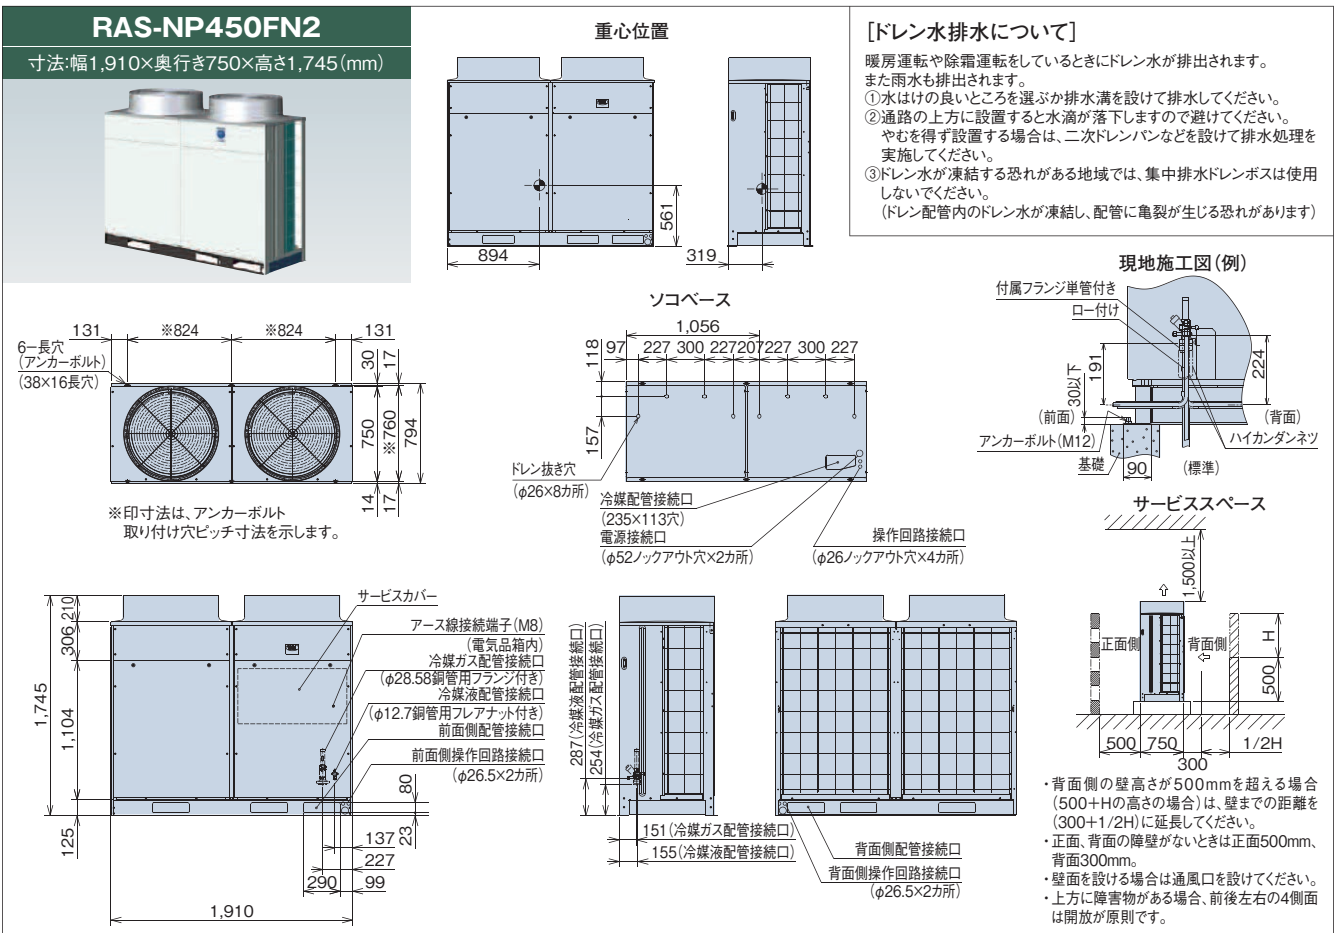 RAS-NP450FN2
寸法:幅1,910×奥行き750×高さ1,745(mm)
重心位置
561
894
319
[ドレン水排水について]
暖房運転や除霜運転をしているときにドレン水が排出されます。
また雨水も排出されます。
①水はけの良いところを選ぶか排水溝を設けて排水してください。
②通路の上方に設置すると水滴が落下しますので避けてください。
やむを得ず設置する場合は、二次ドレンパンなどを設けて排水処理を
実施してください。
③ドレン水が凍結する恐れがある地域では、集中排水ドレンボスは使用
しないでください。
(ドレン配管内のドレン水が凍結し、配管に亀裂が生じる恐れがあります)
131
※824
※824
131
6ー長穴
(アンカーボルト)
(38×16長穴)
30
17
750
※760
794
14
17
※印寸法は、アンカーボルト
取り付け穴ピッチ寸法を示します。
ソコベース
1,056
97
227
300
227
207
227
300
227
118
157
ドレン抜き穴
(φ26×8カ所)
冷媒配管接続口
(235×113穴)
電源接続口
(φ52ノックアウト穴×2カ所)
操作回路接続口
(φ26ノックアウト穴×4カ所)
現地施工図(例)
付属フランジ単管付き
ロー付け
191
224
30以下
(前面)
(背面)
アンカーボルト(M12)
ハイカンダンネツ
基礎
90
(標準)
サービススペース
1,500以上
正面側
背面側
H
500
500
750
300
1/2H
・背面側の壁高さが500mmを超える場合
(500+Hの高さの場合)は、壁までの距離を
(300+1/2H)に延長してください。
・正面、背面の障壁がないときは正面500mm、
背面300mm。
・壁面を設ける場合は通風口を設けてください。
・上方に障害物がある場合、前後左右の4側面
は開放が原則です。
210
306
1,745
1,104
125
サービスカバー
アース線接続端子(M8)
(電気品箱内)
冷媒ガス配管接続口
(φ28.58銅管用フランジ付き)
冷媒液配管接続口
(φ12.7銅管用フレアナット付き)
前面側配管接続口
前面側操作回路接続口
(φ26.5×2カ所)
80
23
137
227
290
99
1,910
287(冷媒液配管接続口)
254(冷媒ガス配管接続口)
151(冷媒ガス配管接続口)
155(冷媒液配管接続口)
背面側配管接続口
背面側操作回路接続口
(φ26.5×2カ所)